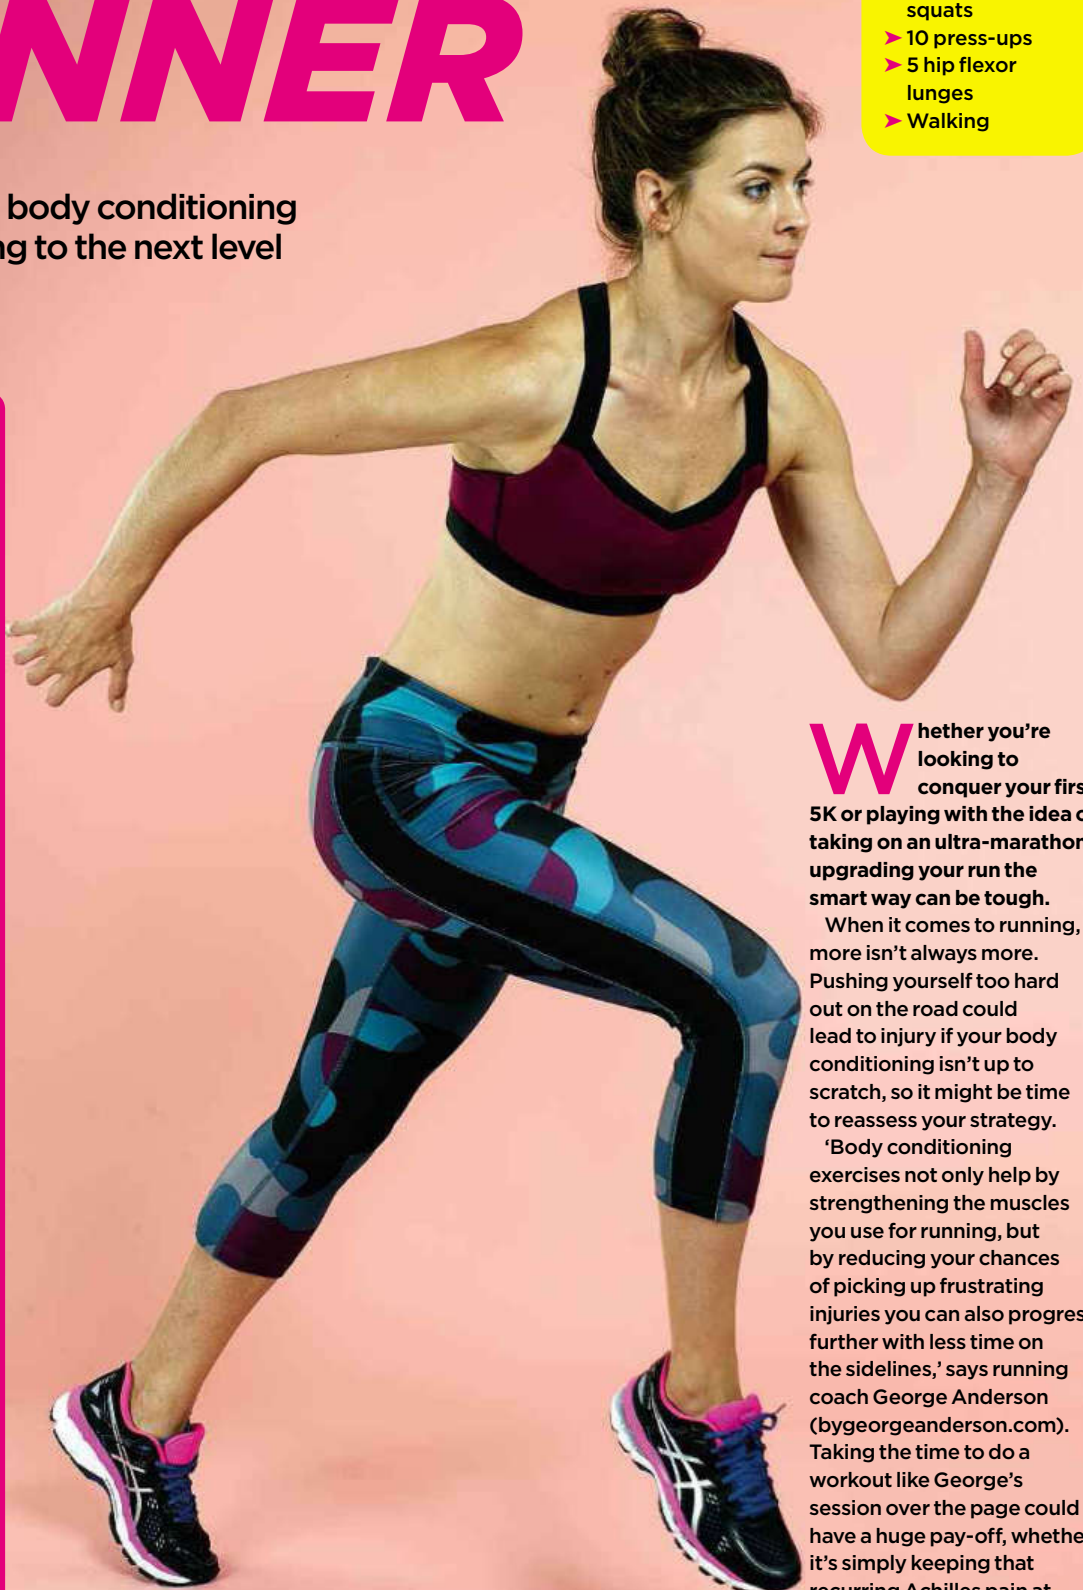 NNER
body conditioning
to the next level
squats
➤ 10 press-ups
➤ 5 hip flexor
lunges
➤ Walking
Whether you're
looking to
conquer your
5K or playing with the idea
taking on an ultra-marathon
upgrading your run the
smart way can be tough.
When it comes to running,
more isn't always more.
Pushing yourself too hard
out on the road could
lead to injury if your body
conditioning isn't up to
scratch, so it might be time
to reassess your strategy.
‘Body conditioning
exercises not only help by
strengthening the muscles
you use for running, but
by reducing your chances
of picking up frustrating
injuries you can also
further with less time on
the sidelines,’ says running
coach George Anderson
(bygeorgeanderson.com).
Taking the time to do a
workout like George’s
session over the page could
have a huge pay-off,
it’s simply keeping that
recurring Achilles pain at